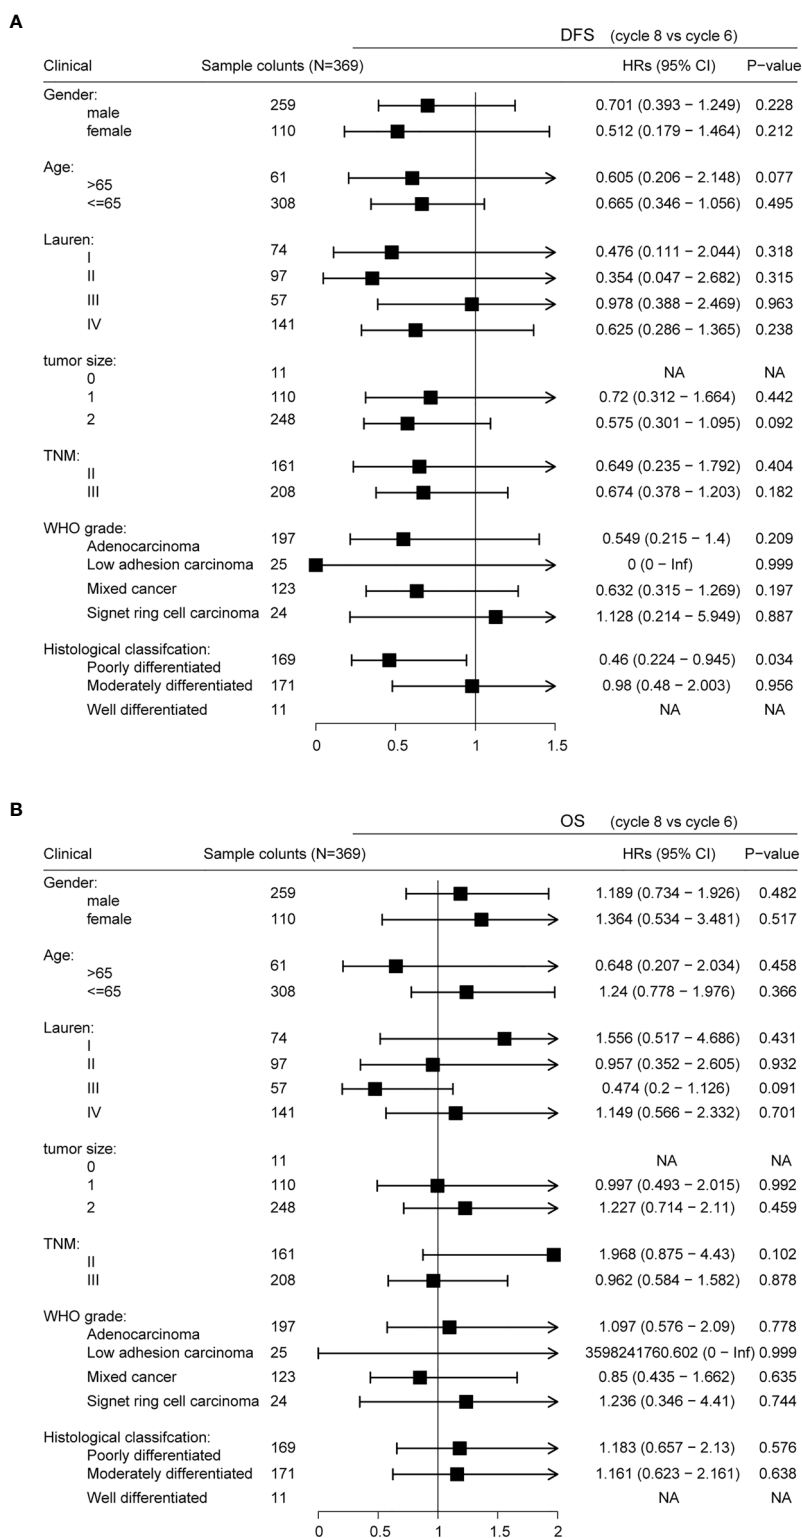 A
DFS (cycle 8 vs cycle 6)
Clinical Sample colunts (N=369) HRs (95% CI) P−value
Gender:
male 259 0.701 (0.393 − 1.249) 0.228
female 110 0.512 (0.179 − 1.464) 0.212
Age:
>65 61 0.605 (0.206 − 2.148) 0.077
<=65 308 0.665 (0.346 − 1.056) 0.495
Lauren:
I 74 0.476 (0.111 − 2.044) 0.318
II 97 0.354 (0.047 − 2.682) 0.315
III 57 0.978 (0.388 − 2.469) 0.963
IV 141 0.625 (0.286 − 1.365) 0.238
tumor size:
0 11 NA NA
1 110 0.72 (0.312 − 1.664) 0.442
2 248 0.575 (0.301 − 1.095) 0.092
TNM:
II 161 0.649 (0.235 − 1.792) 0.404
III 208 0.674 (0.378 − 1.203) 0.182
WHO grade:
Adenocarcinoma 197 0.549 (0.215 − 1.4) 0.209
Low adhesion carcinoma 25 0 (0 − Inf) 0.999
Mixed cancer 123 0.632 (0.315 − 1.269) 0.197
Signet ring cell carcinoma 24 1.128 (0.214 − 5.949) 0.887
Histological classifcation:
Poorly differentiated 169 0.46 (0.224 − 0.945) 0.034
Moderately differentiated 171 0.98 (0.48 − 2.003) 0.956
Well differentiated 11 NA NA
0 0.5 1 1.5
B
OS (cycle 8 vs cycle 6)
Clinical Sample colunts (N=369) HRs (95% CI) P−value
Gender:
male 259 1.189 (0.734 − 1.926) 0.482
female 110 1.364 (0.534 − 3.481) 0.517
Age:
>65 61 0.648 (0.207 − 2.034) 0.458
<=65 308 1.24 (0.778 − 1.976) 0.366
Lauren:
I 74 1.556 (0.517 − 4.686) 0.431
II 97 0.957 (0.352 − 2.605) 0.932
III 57 0.474 (0.2 − 1.126) 0.091
IV 141 1.149 (0.566 − 2.332) 0.701
tumor size:
0 11 NA NA
1 110 0.997 (0.493 − 2.015) 0.992
2 248 1.227 (0.714 − 2.11) 0.459
TNM:
II 161 1.968 (0.875 − 4.43) 0.102
III 208 0.962 (0.584 − 1.582) 0.878
WHO grade:
Adenocarcinoma 197 1.097 (0.576 − 2.09) 0.778
Low adhesion carcinoma 25 3598241760.602 (0 − Inf) 0.999
Mixed cancer 123 0.85 (0.435 − 1.662) 0.635
Signet ring cell carcinoma 24 1.236 (0.346 − 4.41) 0.744
Histological classifcation:
Poorly differentiated 169 1.183 (0.657 − 2.13) 0.576
Moderately differentiated 171 1.161 (0.623 − 2.161) 0.638
Well differentiated 11 NA NA
0 0.5 1 1.5 2